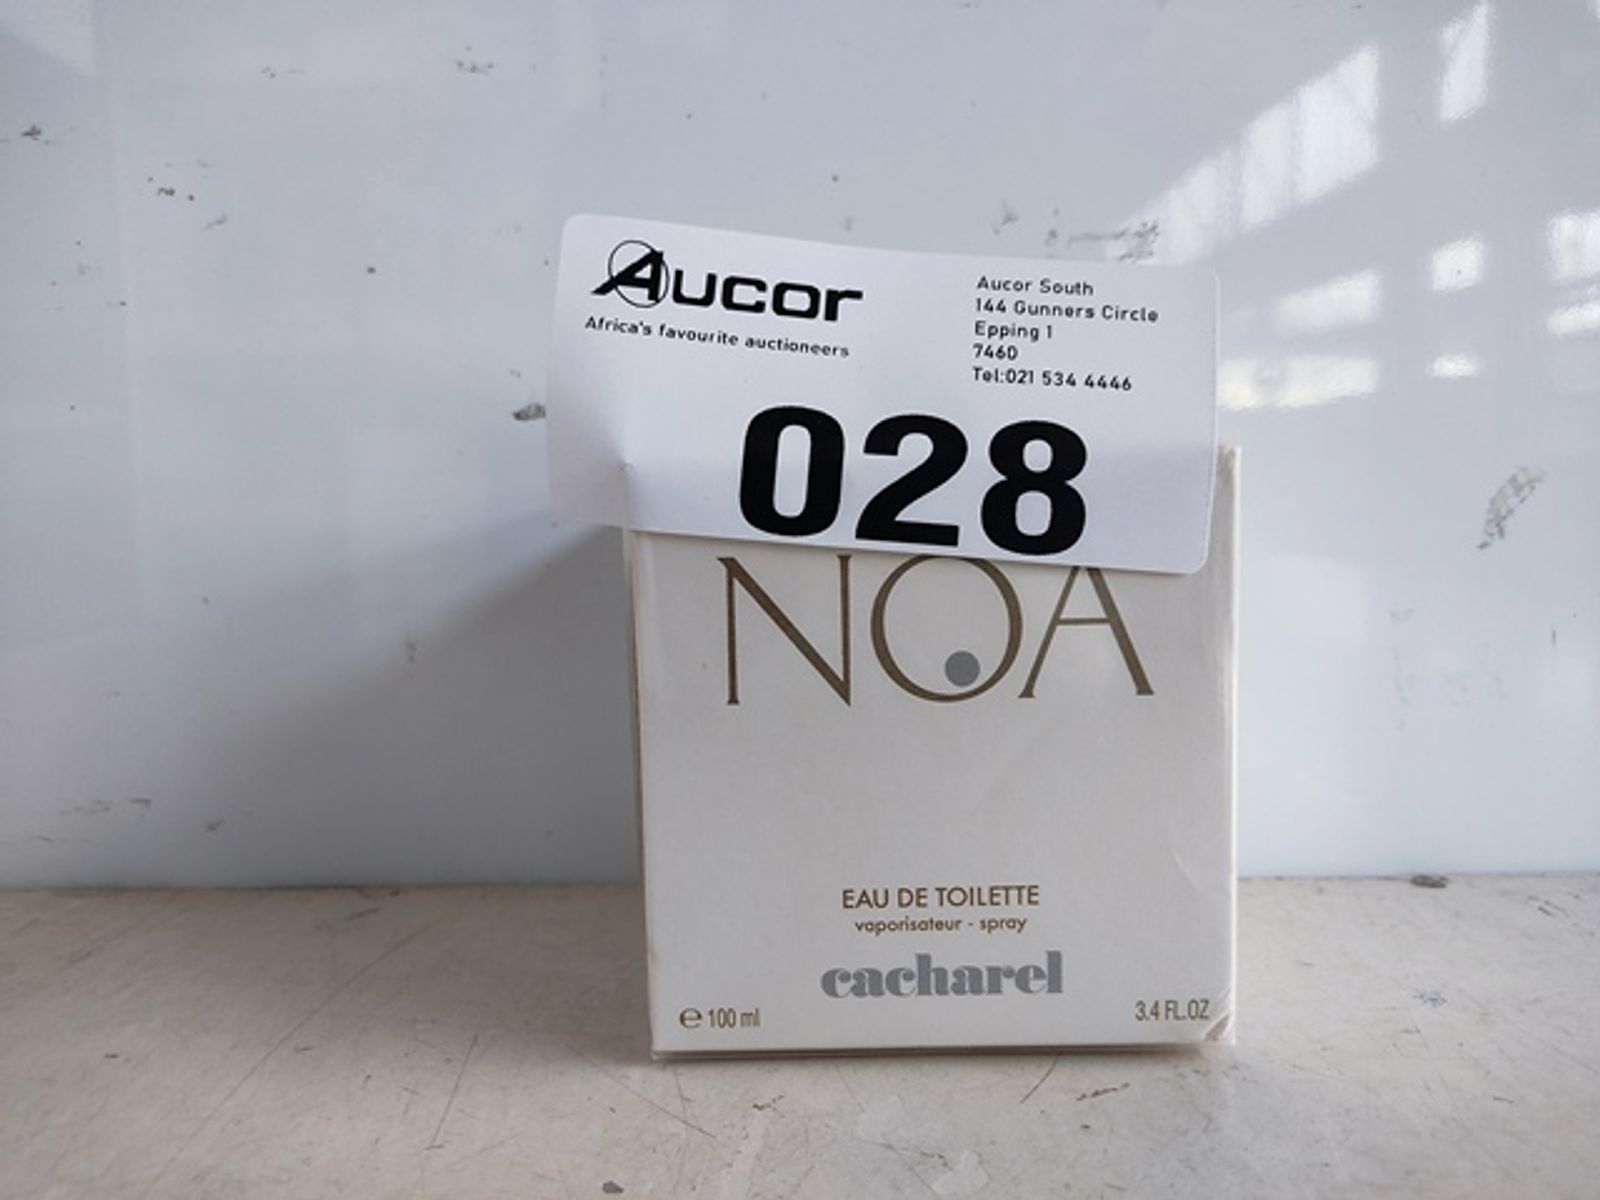 Aucor
Africa's favourite auctioneers
Aucor South
144 Gunners Circle
Epping 1
7460
Tel:021 534 4446
028
NOA
EAU DE TOILETTE
vaporisateur - spray
cacharel
℮ 100 ml
3.4 FL.OZ